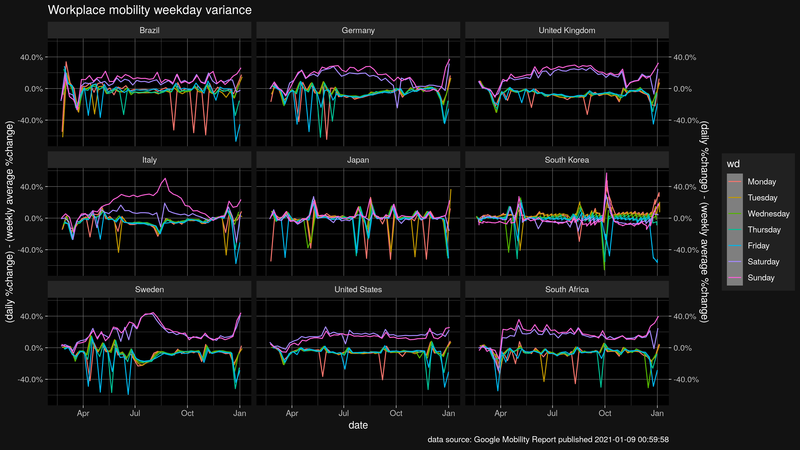 Workplace mobility weekday variance
Brazil
Germany
United Kingdom
40.0%
0.0%
-40.0%
40.0%
0.0%
-40.0%
Italy
Japan
South Korea
40.0%
0.0%
-40.0%
40.0%
0.0%
-40.0%
Sweden
United States
South Africa
40.0%
0.0%
-40.0%
40.0%
0.0%
-40.0%
Apr Jul Oct Jan
Apr Jul Oct Jan
Apr Jul Oct Jan
(daily %change) - (weekly average %change)
(daily %change) - (weekly average %change)
date
wd
Monday
Tuesday
Wednesday
Thursday
Friday
Saturday
Sunday
data source: Google Mobility Report published 2021-01-09 00:59:58